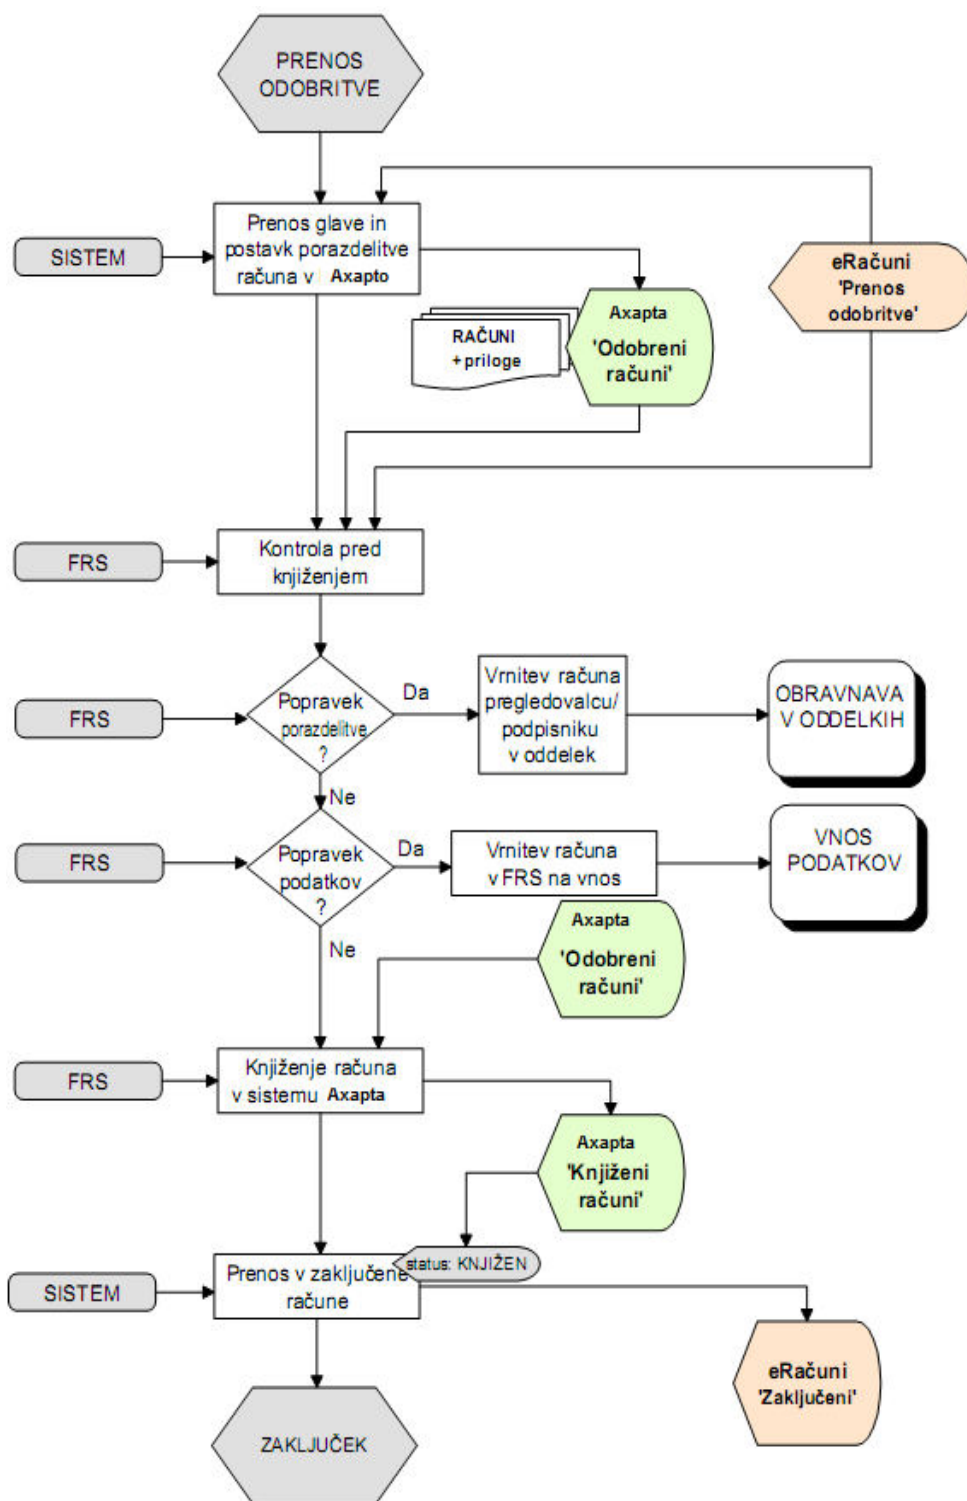 PRENOS
ODOBRITVE
Prenos glave in
postavk porazdelitve
računa v Axapto
SISTEM
eRačuni
'Prenos
odobritve'
RAČUNI
+ priloge
Axapta
'Odobreni
računi'
FRS
Kontrola pred
knjiženjem
FRS
Popravek
porazdelitve
?
Da
Vrnitev računa
pregledovalcu/
podpisniku
v oddelek
OBRAVNAVA
V ODDELKIH
Ne
FRS
Popravek
podatkov
?
Da
Vrnitev računa
v FRS na vnos
VNOS
PODATKOV
Ne
Axapta
'Odobreni
računi'
FRS
Knjiženje računa
v sistemu Axapta
Axapta
'Knjiženi
računi'
status: KNJIŽEN
SISTEM
Prenos v zaključene
račune
eRačuni
'Zaključeni'
ZAKLJUČEK